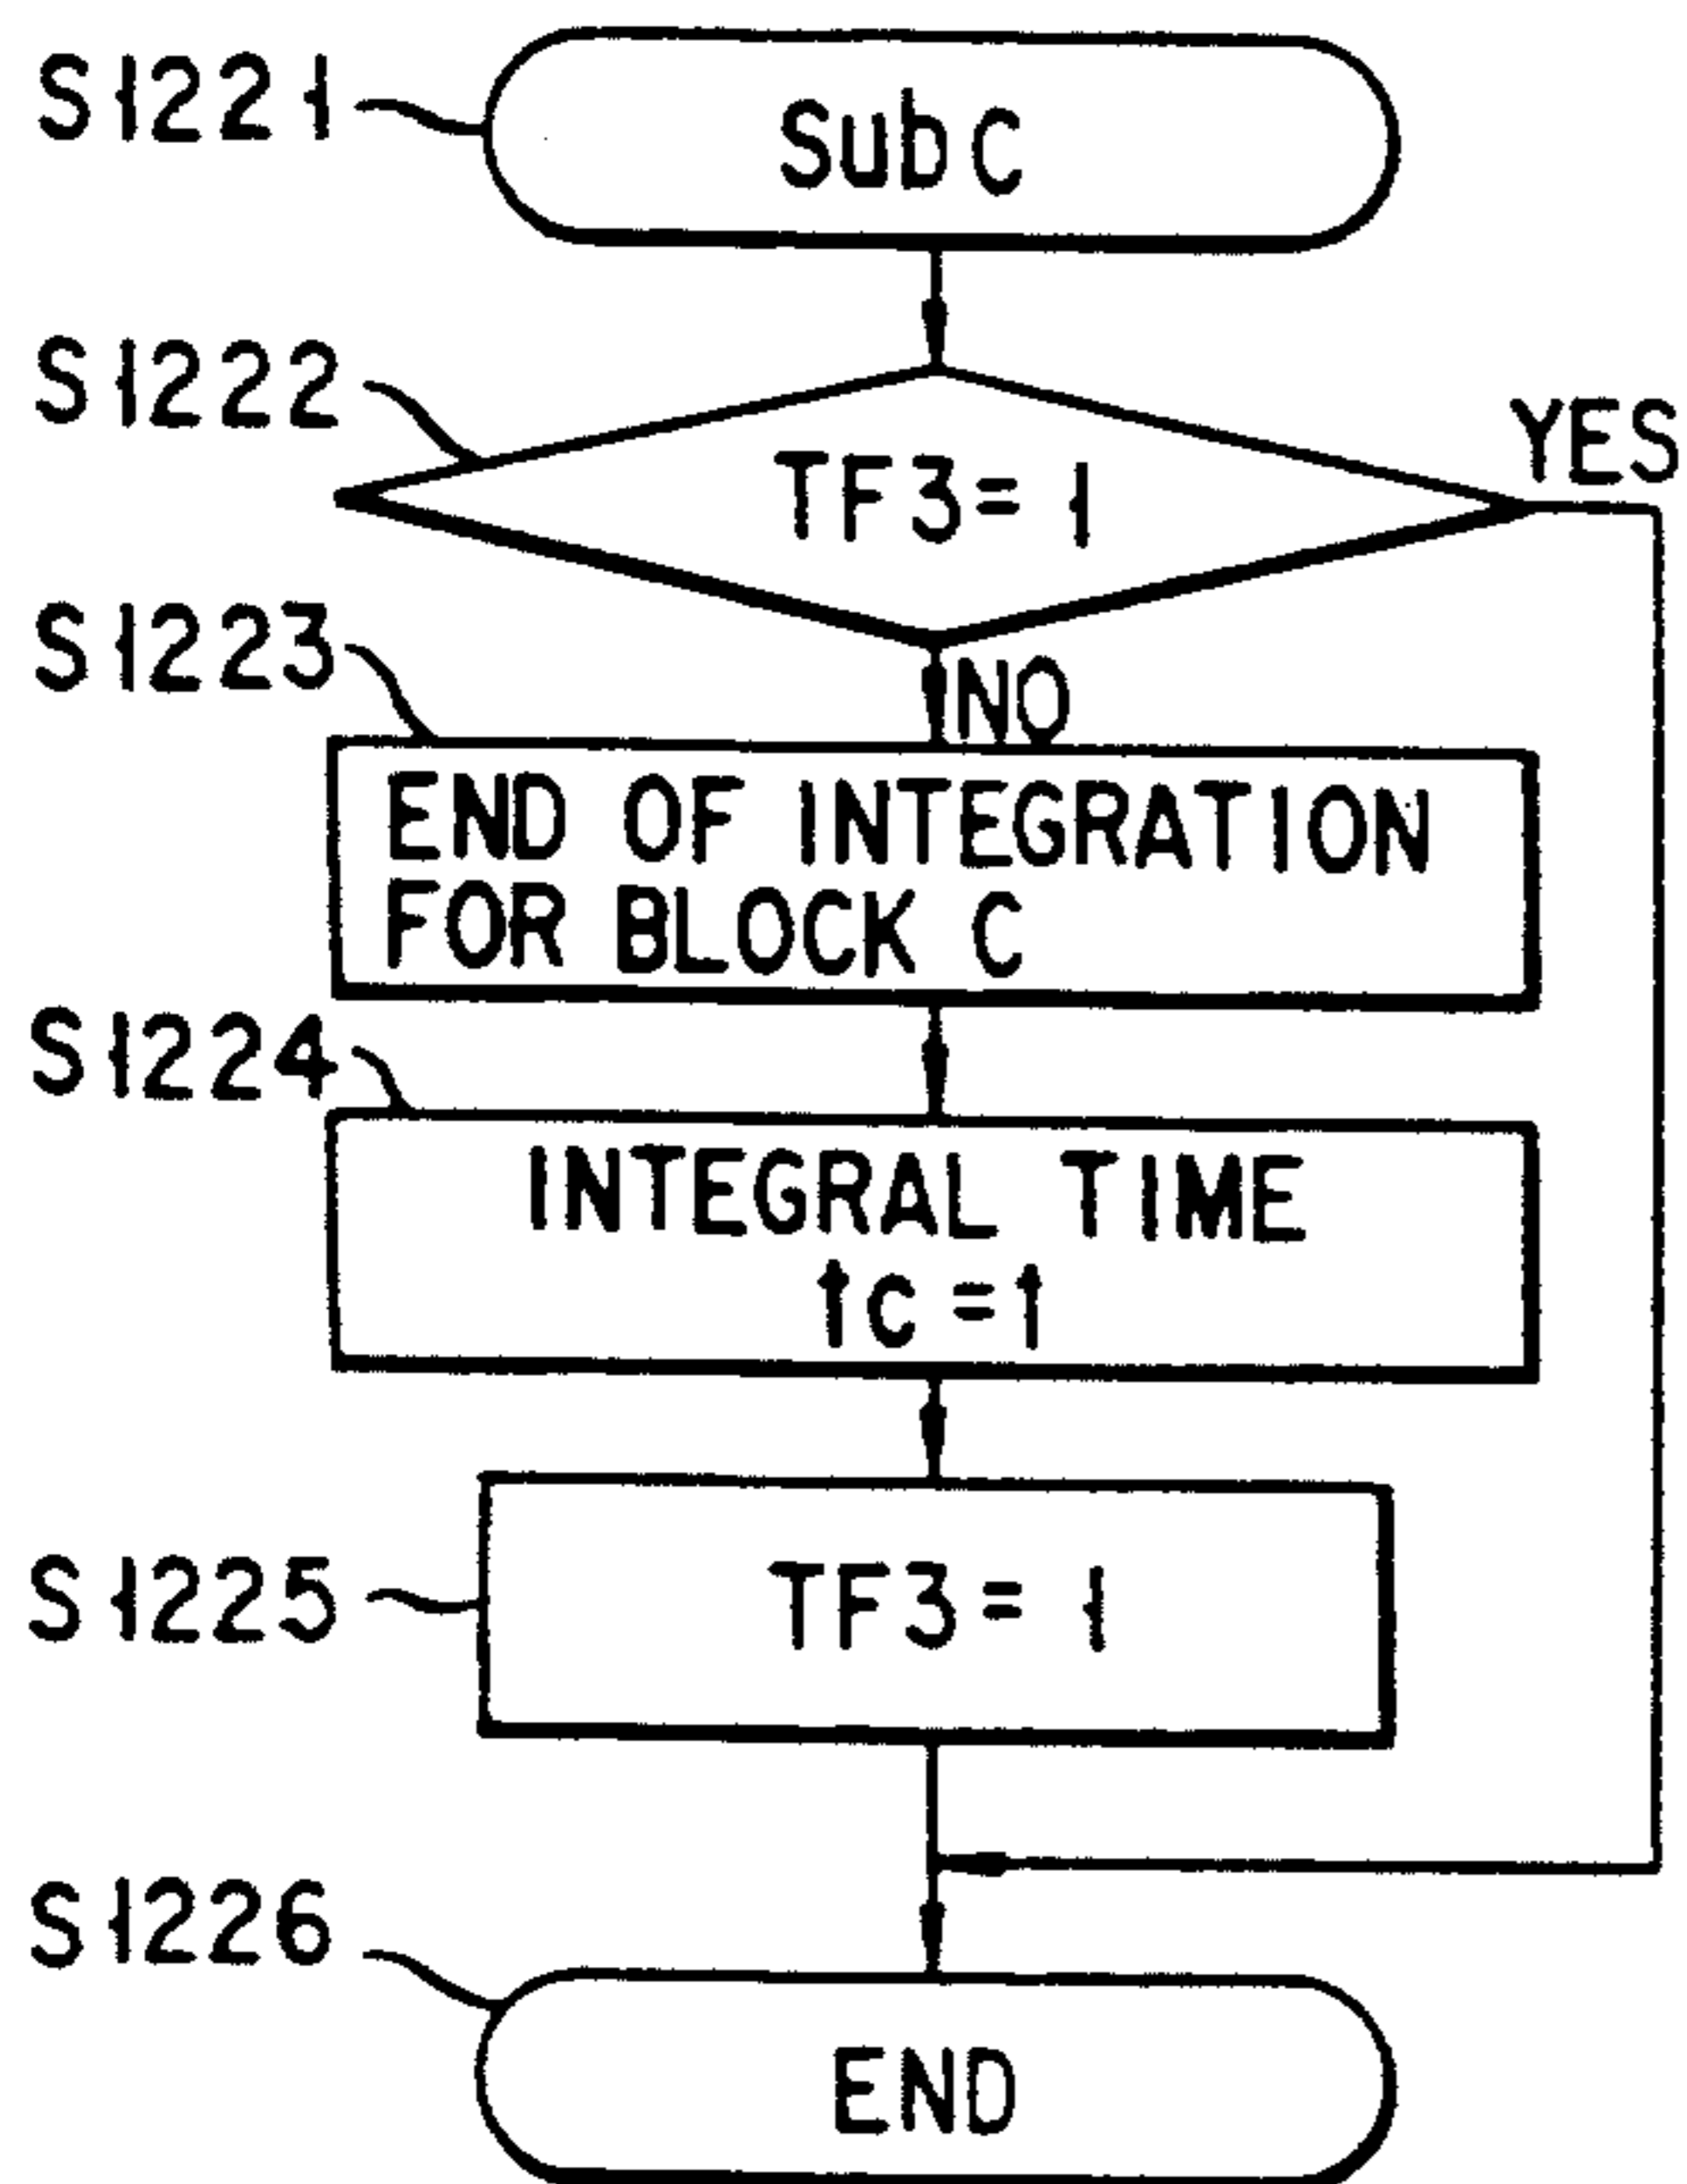 S1221
Sub C
S1222
TF3=1
YES
S1223
NO
END OF INTEGRATION
FOR BLOCK C
S1224
INTEGRAL TIME
tc=t
S1225
TF3=1
S1226
END